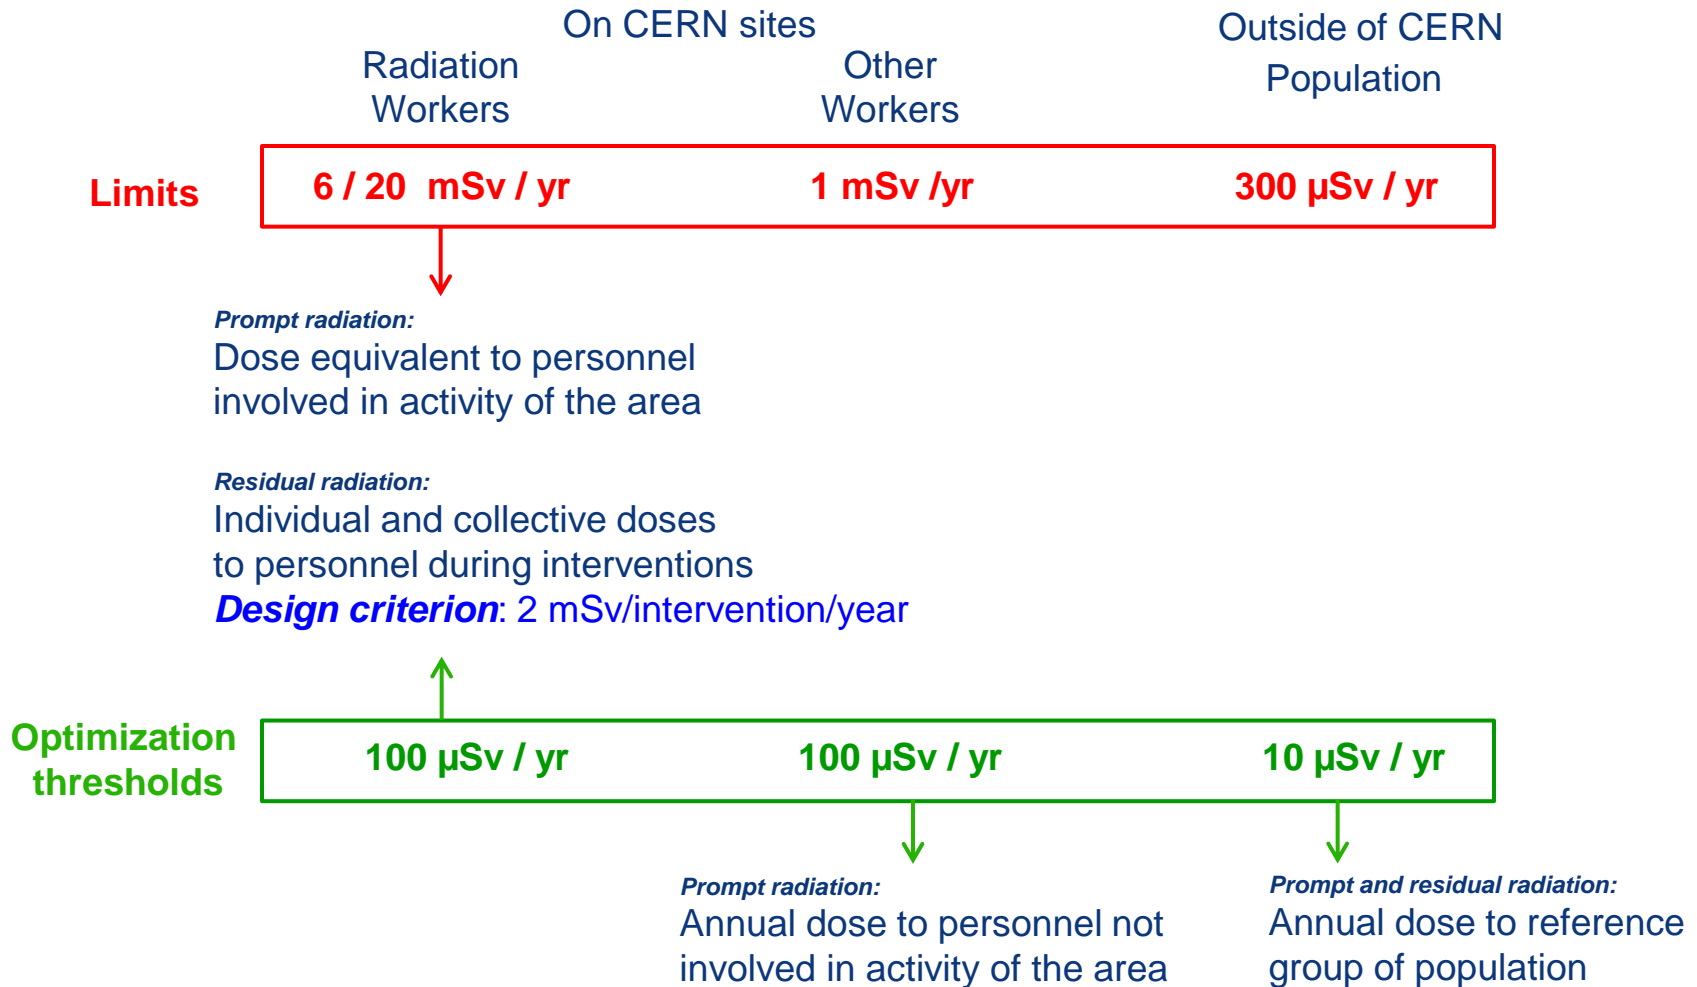 On CERN sites
Outside of CERN
Population
Radiation
Workers
Other
Workers
Limits
6 / 20  mSv / yr
1 mSv /yr
300 µSv / yr
Prompt radiation:
Dose equivalent to personnel
involved in activity of the area
Residual radiation:
Individual and collective doses
to personnel during interventions
Design criterion: 2 mSv/intervention/year
Optimization
thresholds
100 µSv / yr
100 µSv / yr
10 µSv / yr
Prompt radiation:
Annual dose to personnel not
involved in activity of the area
Prompt and residual radiation:
Annual dose to reference
group of population